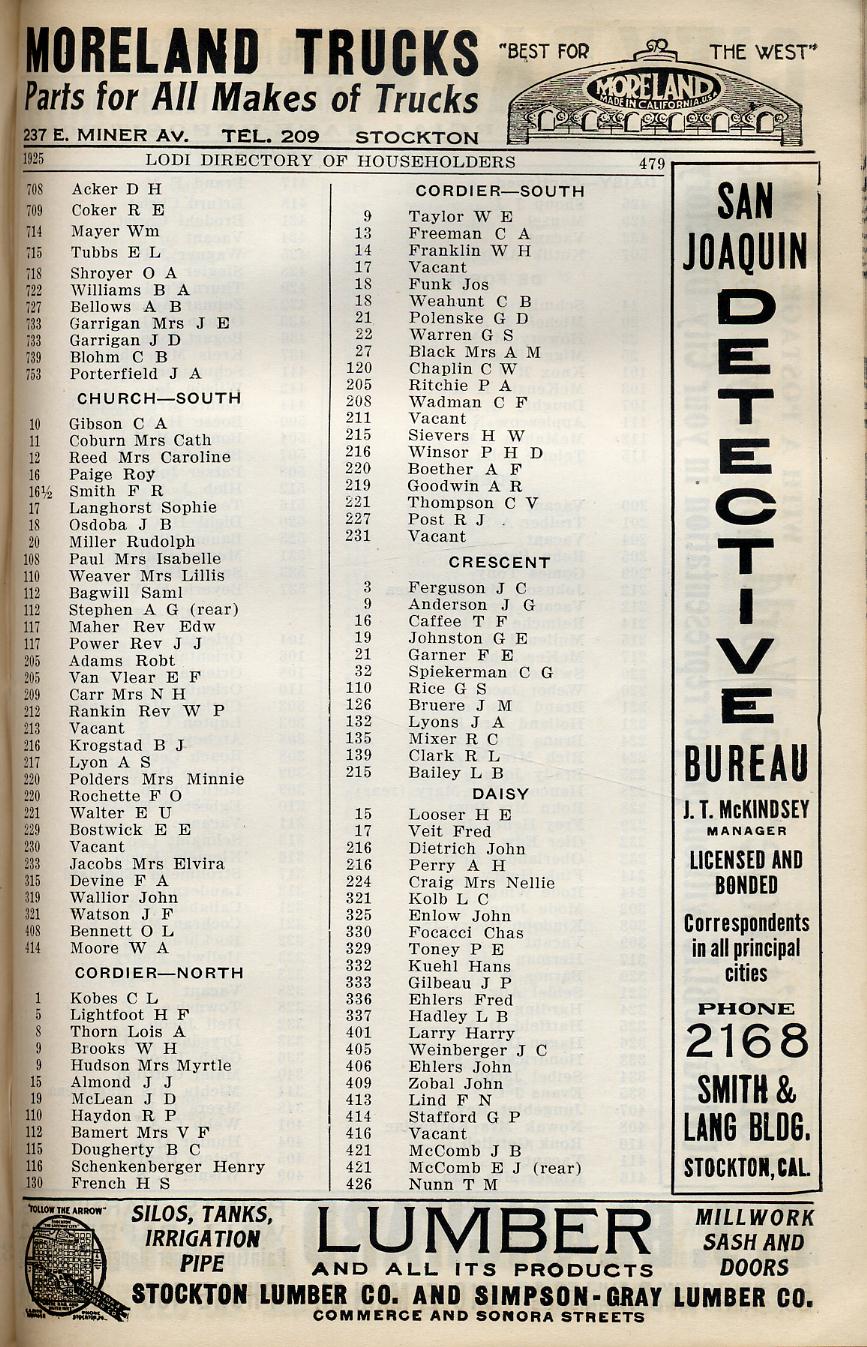 MORELAND TRUCKS
Parts for All Makes of Trucks
237 E. MINER AV. TEL. 209 STOCKTON
"BEST FOR THE WEST"
MORELAND
MADE IN CALIFORNIA. U.S.
1925 LODI DIRECTORY OF HOUSEHOLDERS 479
708 Acker D H
709 Coker R E
714 Mayer Wm
715 Tubbs E L
718 Shroyer O A
722 Williams B A
727 Bellows A B
733 Garrigan Mrs J E
733 Garrigan J D
739 Blohm C B
753 Porterfield J A
CHURCH—SOUTH
10 Gibson C A
11 Coburn Mrs Cath
12 Reed Mrs Caroline
16 Paige Roy
16½ Smith F R
17 Langhorst Sophie
18 Osdoba J B
20 Miller Rudolph
108 Paul Mrs Isabelle
110 Weaver Mrs Lillis
112 Bagwill Saml
112 Stephen A G (rear)
117 Maher Rev Edw
117 Power Rev J J
205 Adams Robt
205 Van Vlear E F
209 Carr Mrs N H
212 Rankin Rev W P
213 Vacant
216 Krogstad B J
217 Lyon A S
220 Polders Mrs Minnie
220 Rochette F O
221 Walter E U
229 Bostwick E E
230 Vacant
233 Jacobs Mrs Elvira
315 Devine F A
319 Wallior John
321 Watson J F
408 Bennett O L
414 Moore W A
CORDIER—NORTH
1 Kobes C L
5 Lightfoot H F
8 Thorn Lois A
9 Brooks W H
9 Hudson Mrs Myrtle
15 Almond J J
19 McLean J D
110 Haydon R P
112 Bamert Mrs V F
115 Dougherty B C
116 Schenkenberger Henry
130 French H S
CORDIER—SOUTH
9 Taylor W E
13 Freeman C A
14 Franklin W H
17 Vacant
18 Funk Jos
18 Weahunt C B
21 Polenske G D
22 Warren G S
27 Black Mrs A M
120 Chaplin C W
205 Ritchie P A
208 Wadman C F
211 Vacant
215 Sievers H W
216 Winsor P H D
220 Boether A F
219 Goodwin A R
221 Thompson C V
227 Post R J
231 Vacant
CRESCENT
3 Ferguson J C
9 Anderson J G
16 Caffee T F
19 Johnston G E
21 Garner F E
32 Spiekerman C G
110 Rice G S
126 Bruere J M
132 Lyons J A
135 Mixer R C
139 Clark R L
215 Bailey L B
DAISY
15 Looser H E
17 Veit Fred
216 Dietrich John
216 Perry A H
224 Craig Mrs Nellie
321 Kolb L C
325 Enlow John
330 Focacci Chas
329 Toney P E
332 Kuehl Hans
333 Gilbeau J P
336 Ehlers Fred
337 Hadley L B
401 Larry Harry
405 Weinberger J C
406 Ehlers John
409 Zobal John
413 Lind F N
414 Stafford G P
416 Vacant
421 McComb J B
421 McComb E J (rear)
426 Nunn T M
SAN
JOAQUIN
DETECTIVE
BUREAU
J. T. McKINDSEY
MANAGER
LICENSED AND
BONDED
Correspondents
in all principal
cities
PHONE
2168
SMITH &
LANG BLDG.
STOCKTON, CAL.
"FOLLOW THE ARROW"
SILOS, TANKS,
IRRIGATION
PIPE
LUMBER
AND ALL ITS PRODUCTS
MILLWORK
SASH AND
DOORS
STOCKTON LUMBER CO. AND SIMPSON-GRAY LUMBER CO.
COMMERCE AND SONORA STREETS